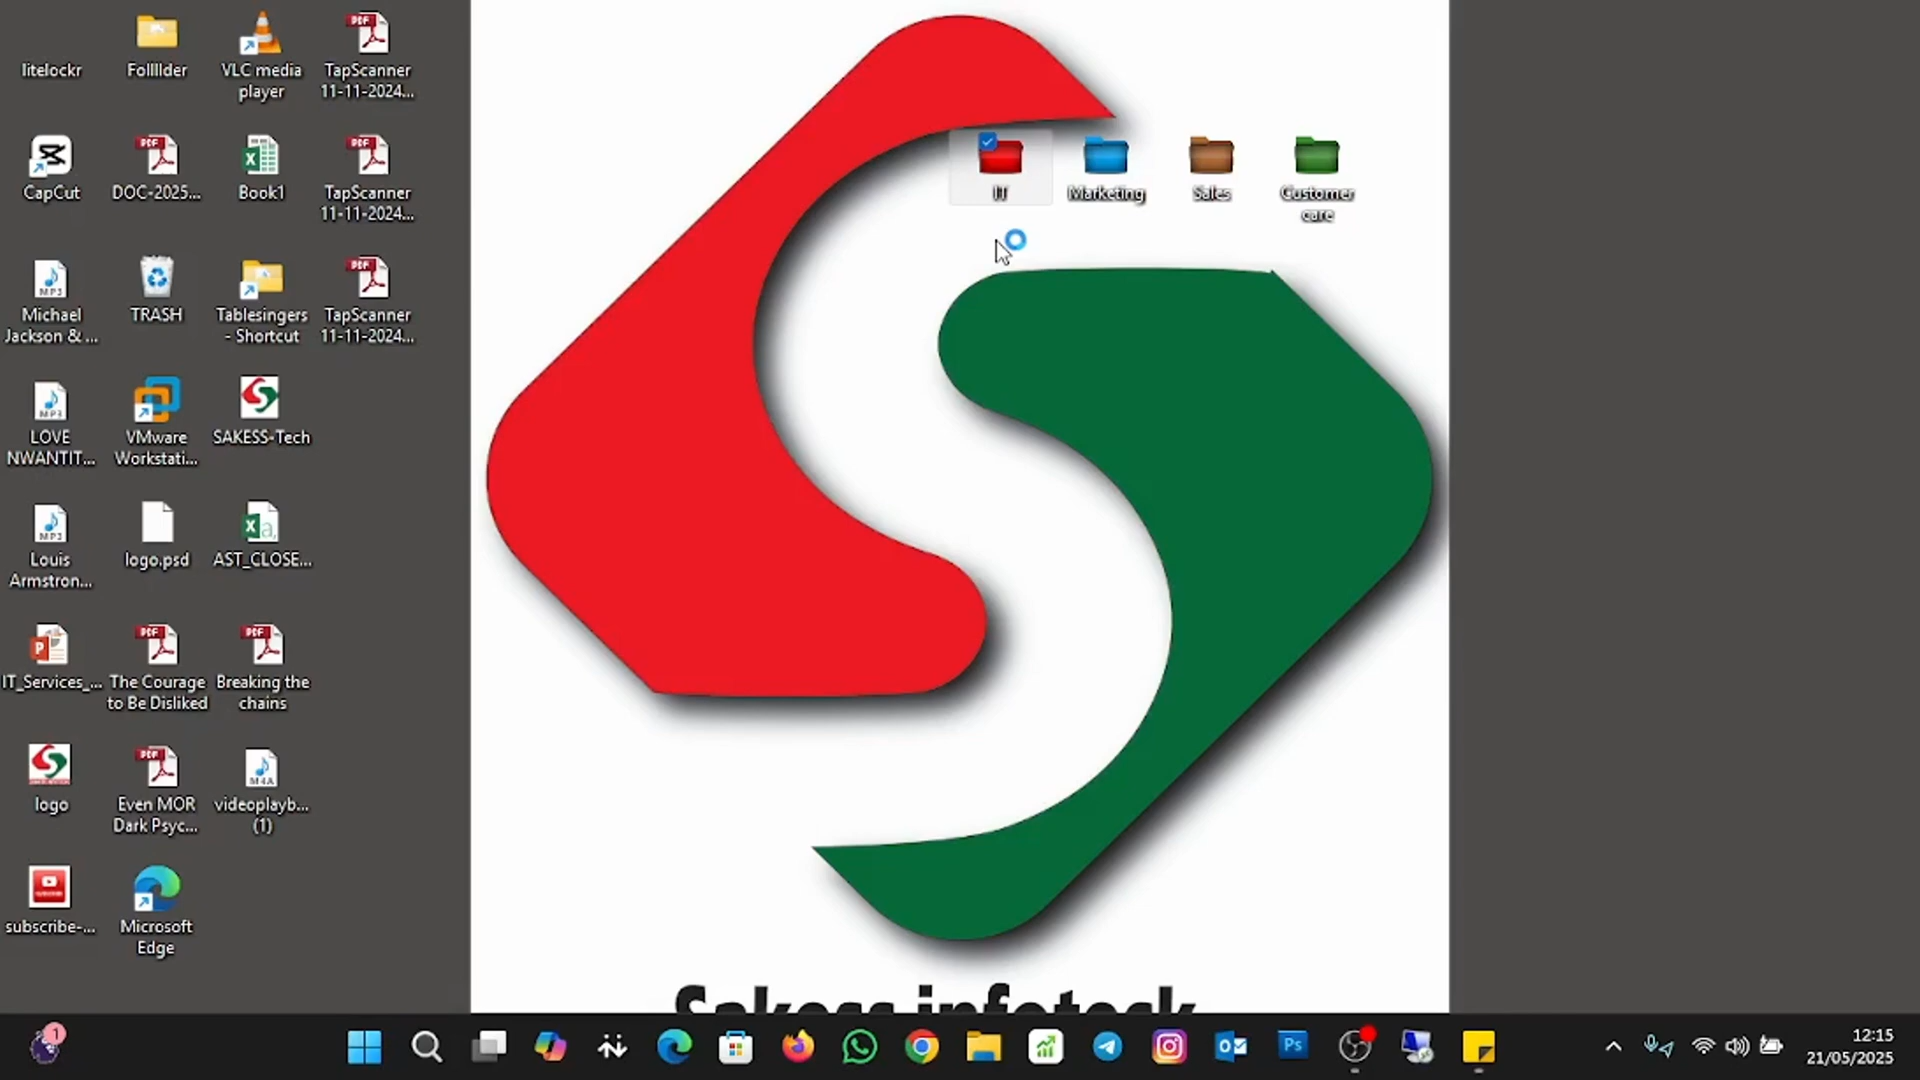 litelockr
Follllder
VLC media
player
TapScanner
11-11-2024...
CapCut
DOC-2025...
Book1
TapScanner
11-11-2024...
Michael
Jackson & ...
TRASH
Tablesingers
- Shortcut
TapScanner
11-11-2024...
LOVE
NWANTIT...
VMware
Workstati...
SAKESS-Tech
Louis
Armstron...
logo.psd
AST_CLOSE...
IT_Services_...
The Courage
to Be Disliked
Breaking the
chains
logo
Even MOR
Dark Psyc...
videoplayb...
(1)
subscribe-...
Microsoft
Edge
IT
Marketing
Sales
Customer
care
Sakess infoteck
1
12:15
21/05/2025